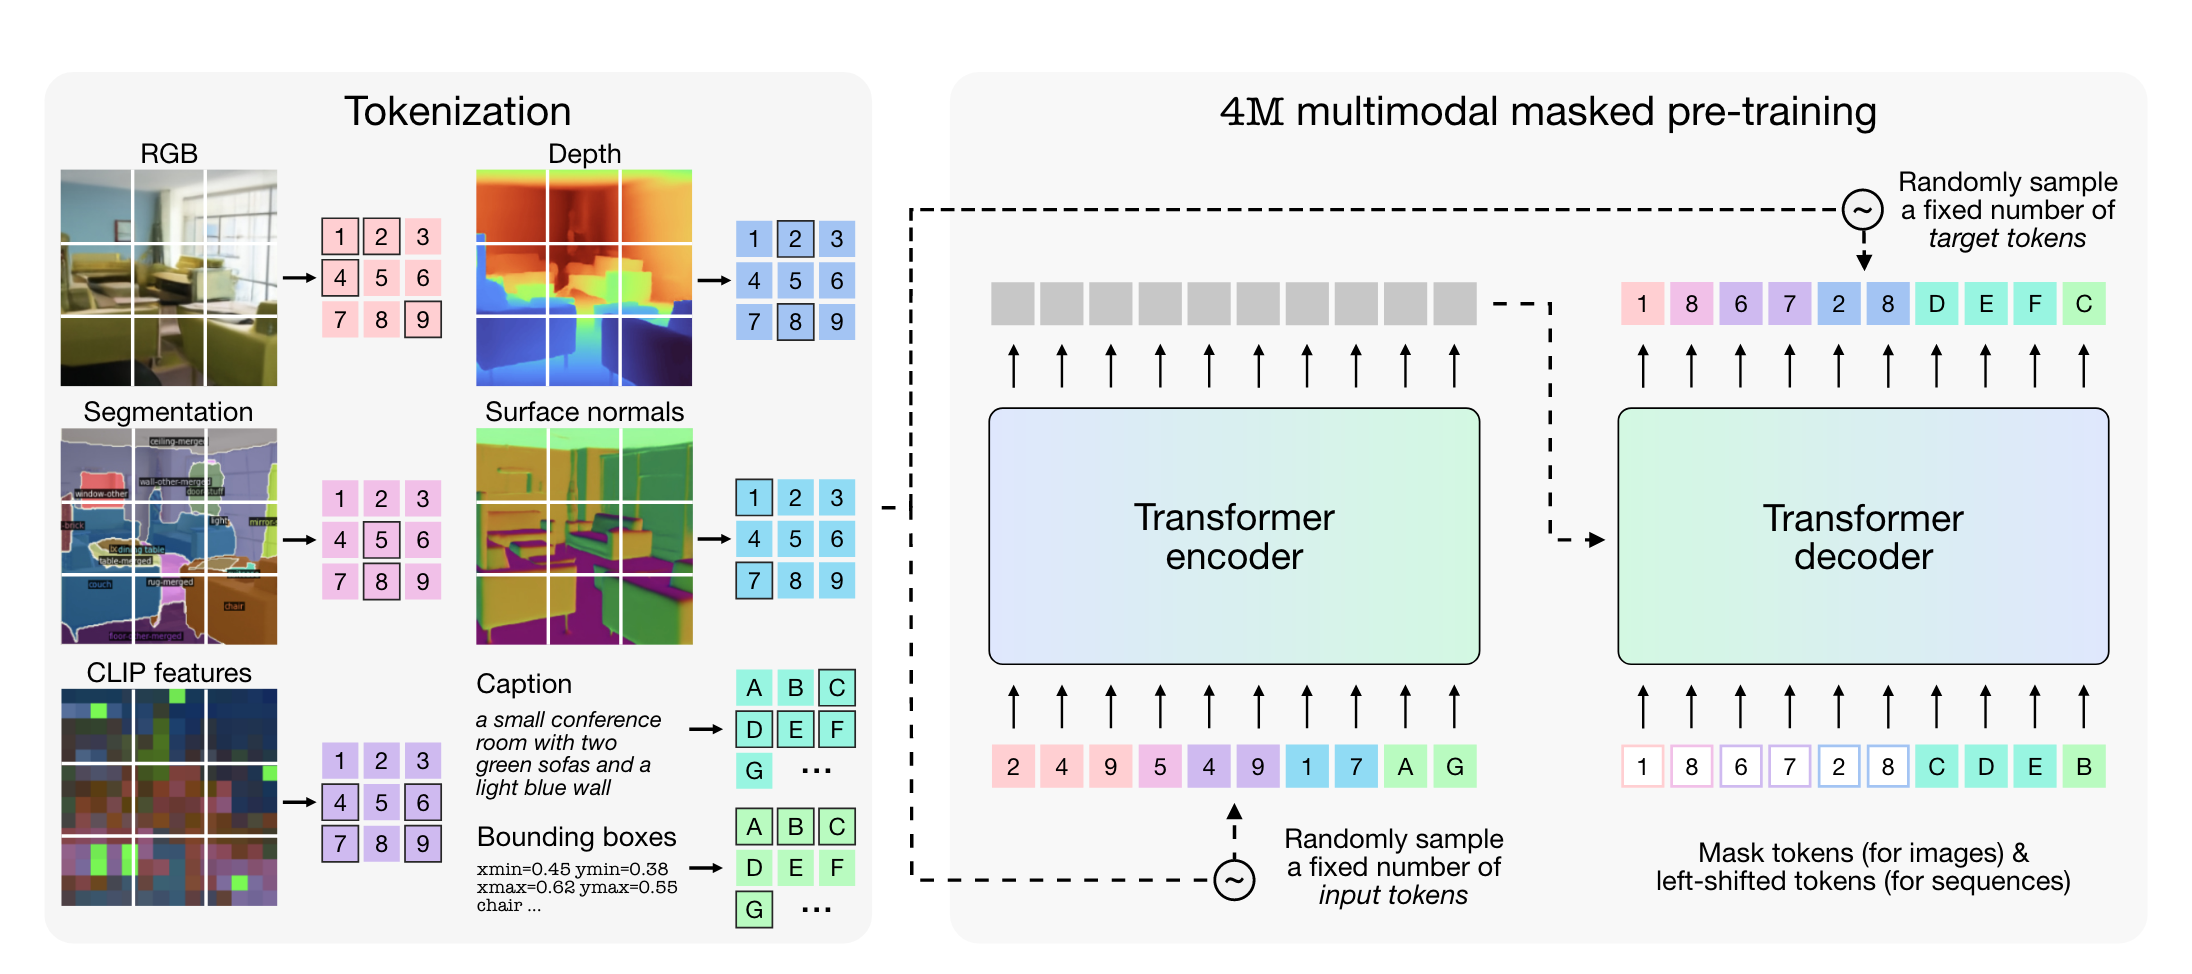 Tokenization
RGB
1 2 3
4 5 6
7 8 9
Depth
1 2 3
4 5 6
7 8 9
Segmentation
ceiling-merged
wall-other-merged
window-other
door-stuff
light
mirror-
-brick
dining table
table-merged
couch
rug-merged
chair
floor-other-merged
1 2 3
4 5 6
7 8 9
Surface normals
1 2 3
4 5 6
7 8 9
CLIP features
1 2 3
4 5 6
7 8 9
Caption
a small conference
room with two
green sofas and a
light blue wall
A B C
D E F
G ...
Bounding boxes
xmin=0.45 ymin=0.38
xmax=0.62 ymax=0.55
chair ...
A B C
D E F
G ...
4M multimodal masked pre-training
~
Randomly sample
a fixed number of
target tokens
1 8 6 7 2 8 D E F C
Transformer
encoder
Transformer
decoder
2 4 9 5 4 9 1 7 A G
1 8 6 7 2 8 C D E B
~
Randomly sample
a fixed number of
input tokens
Mask tokens (for images) &
left-shifted tokens (for sequences)